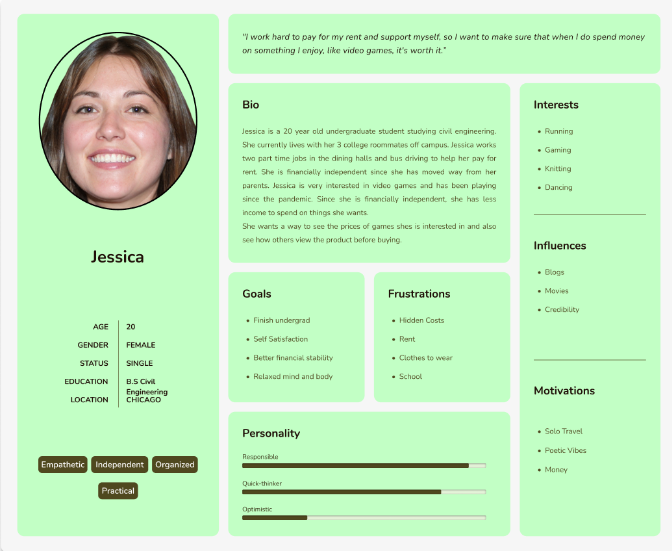 "I work hard to pay for my rent and support myself, so I want to make sure that when I do spend money
on something I enjoy, like video games, it's worth it."
Jessica
AGE 20
GENDER FEMALE
STATUS SINGLE
EDUCATION B.S Civil
Engineering
LOCATION CHICAGO
Empathetic Independent Organized
Practical
Bio
Jessica is a 20 year old undergraduate student studying civil engineering.
She currently lives with her 3 college roommates off campus. Jessica works
two part time jobs in the dining halls and bus driving to help her pay for
rent. She is financially independent since she has moved way from her
parents. Jessica is very interested in video games and has been playing
since the pandemic. Since she is financially independent, she has less
income to spend on things she wants.
She wants a way to see the prices of games shes is interested in and also
see how others view the product before buying.
Goals
• Finish undergrad
• Self Satisfaction
• Better financial stability
• Relaxed mind and body
Frustrations
• Hidden Costs
• Rent
• Clothes to wear
• School
Personality
Responsible
Quick-thinker
Optimistic
Interests
• Running
• Gaming
• Knitting
• Dancing
Influences
• Blogs
• Movies
• Credibility
Motivations
• Solo Travel
• Poetic Vibes
• Money